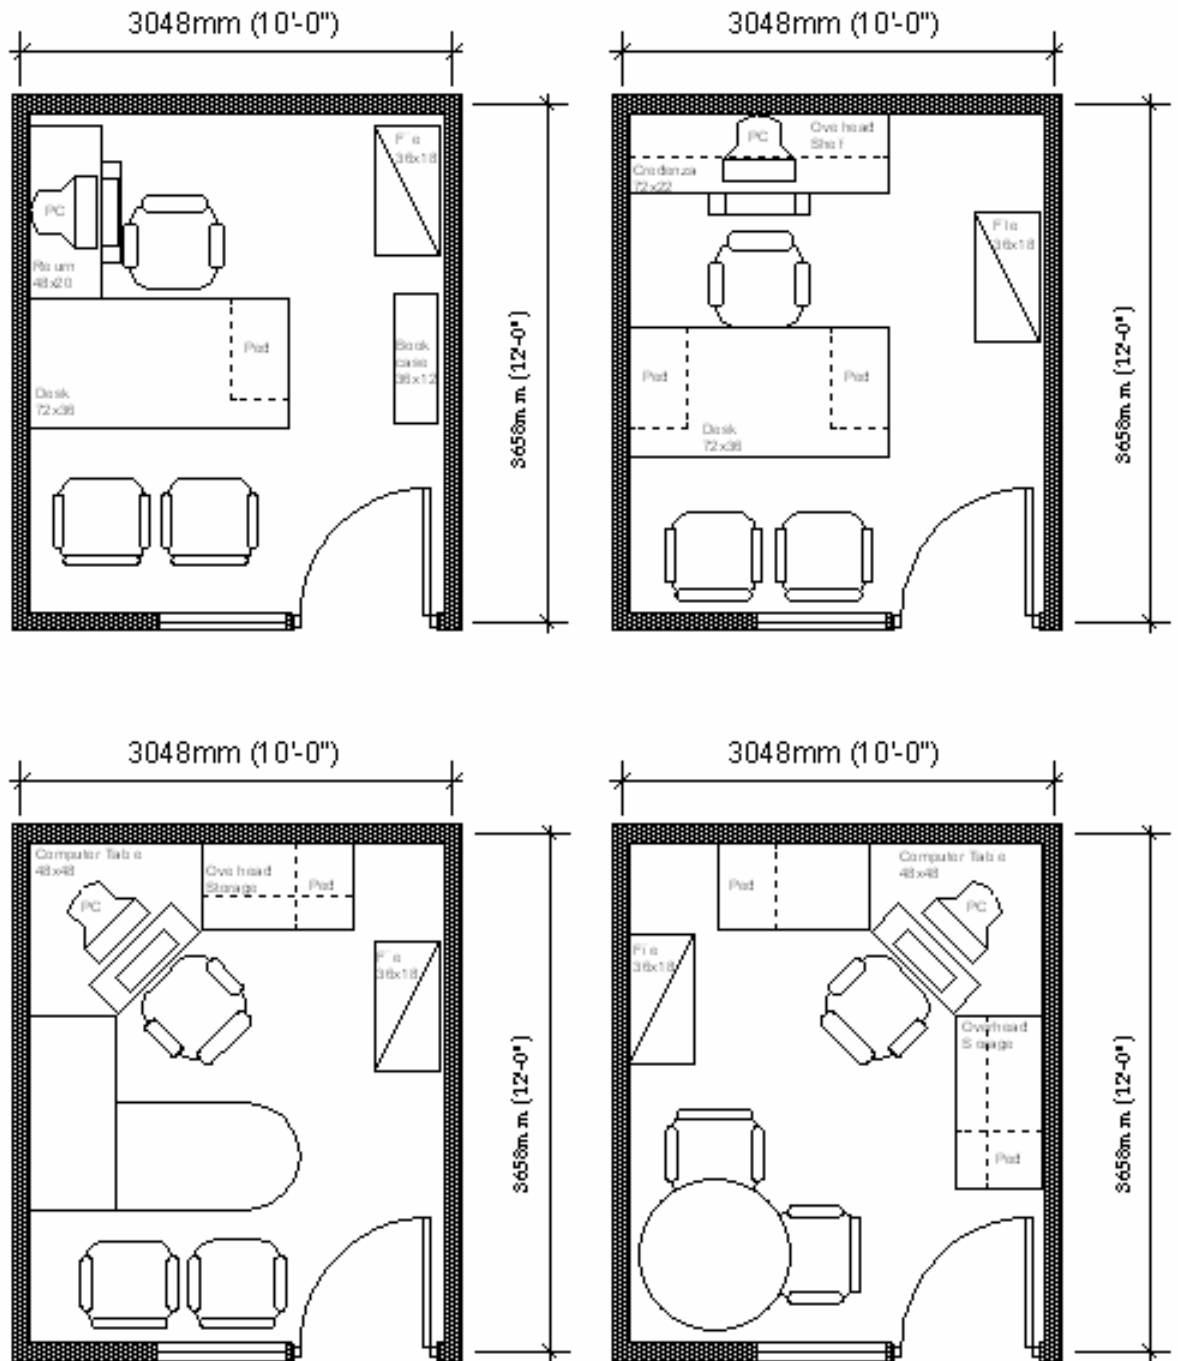 3048mm (10'-0")
3048mm (10'-0")
PC
File
36x18
Return
48x20
Ped
Book
case
36x12
Desk
72x36
3658mm (12'-0")
PC
Overhead
Shelf
Credenza
72x22
File
36x18
Ped
Ped
Desk
72x36
3658mm (12'-0")
3048mm (10'-0")
3048mm (10'-0")
Computer Table
48x48
Overhead
Storage
Ped
PC
File
36x18
3658mm (12'-0")
Ped
Computer Table
48x48
PC
File
36x18
Overhead
Storage
Ped
3658mm (12'-0")